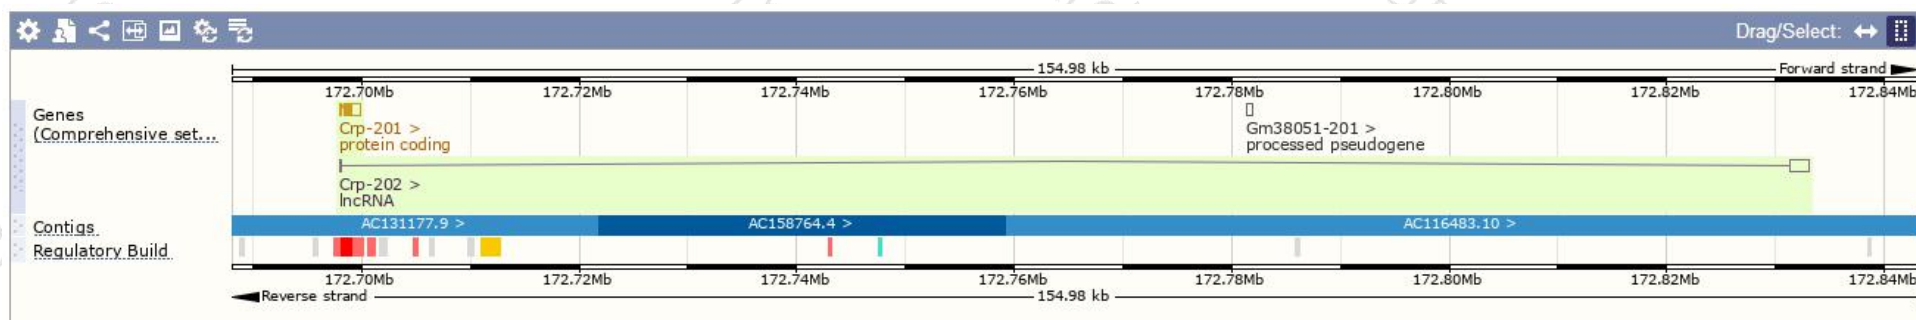 Drag/Select:
154.98 kb Forward strand
172.70Mb 172.72Mb 172.74Mb 172.76Mb 172.78Mb 172.80Mb 172.82Mb 172.84Mb
Genes
(Comprehensive set...
Crp-201 >
protein coding
Gm38051-201 >
processed pseudogene
Crp-202 >
lncRNA
Contigs AC131177.9 > AC158764.4 > AC116483.10 >
Regulatory Build
172.70Mb 172.72Mb 172.74Mb 172.76Mb 172.78Mb 172.80Mb 172.82Mb 172.84Mb
Reverse strand 154.98 kb